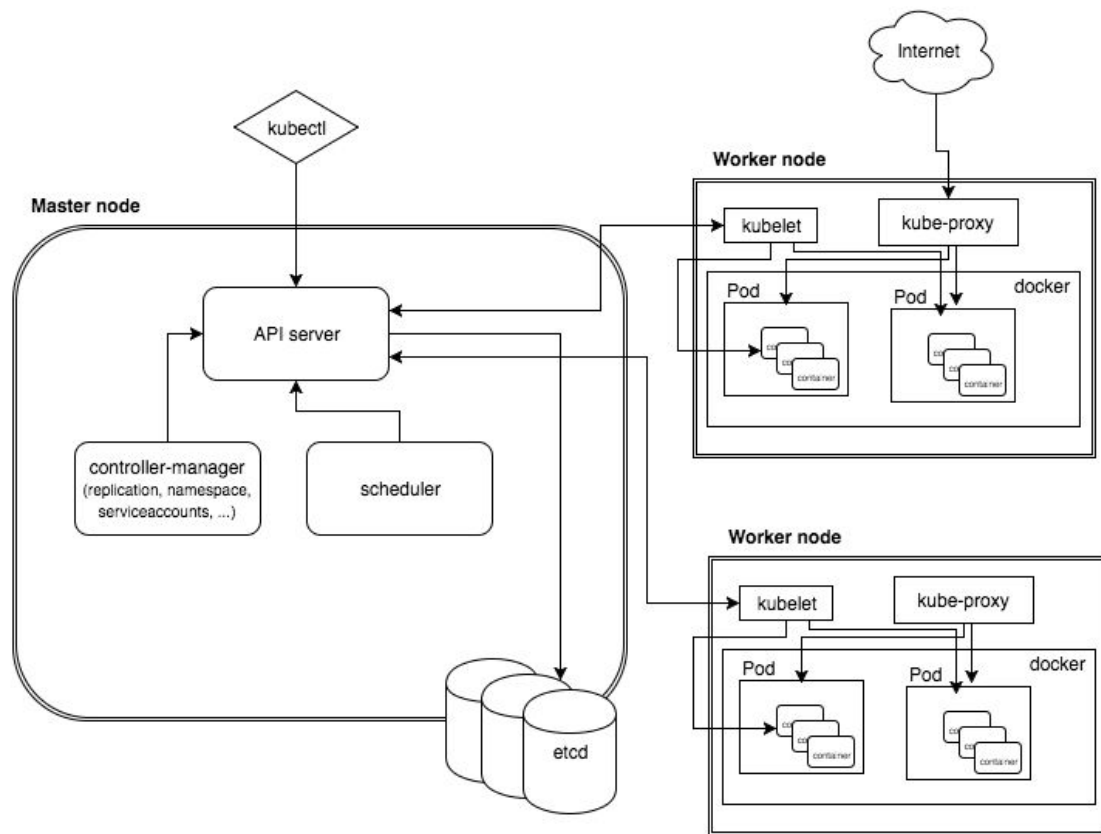 Internet
kubectl
Worker node
Master node
kubelet
kube-proxy
docker
Pod
Pod
container
container
API server
controller-manager
(replication, namespace,
serviceaccounts, ...)
scheduler
Worker node
kubelet
kube-proxy
docker
Pod
Pod
container
container
etcd